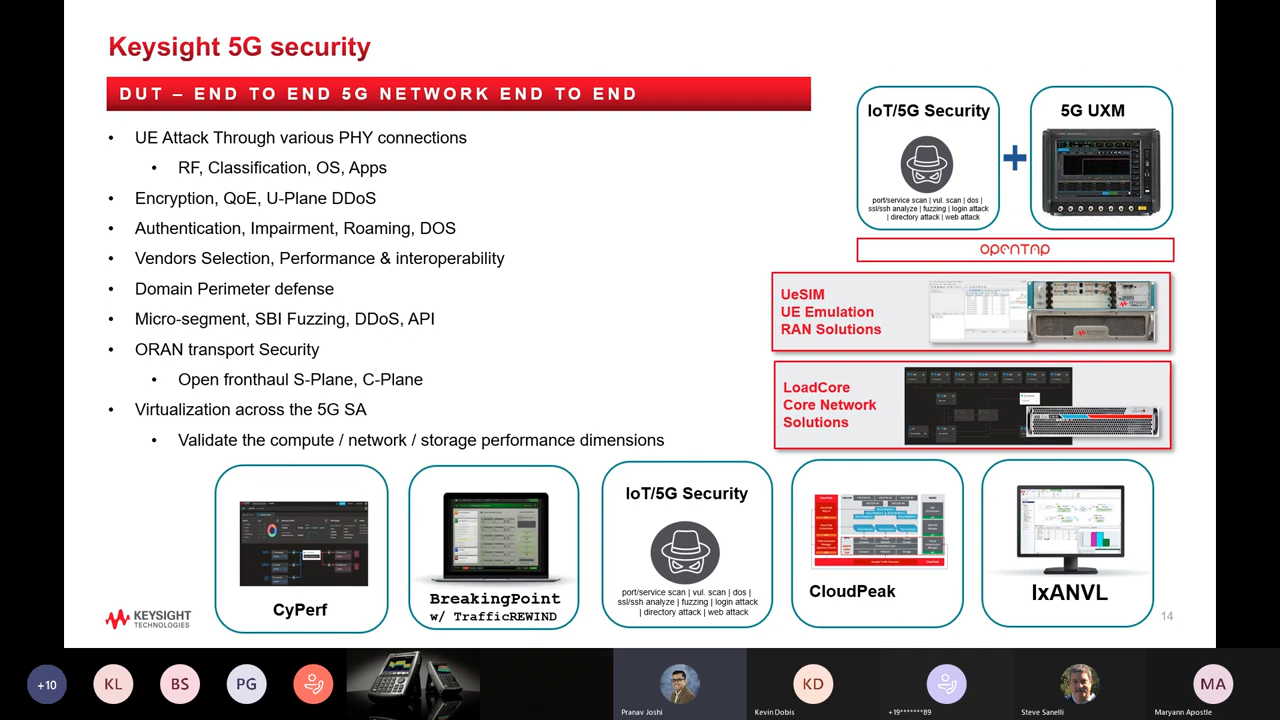 Keysight 5G security
DUT – END TO END 5G NETWORK END TO END
• UE Attack Through various PHY connections
• RF, Classification, OS, Apps
• Encryption, QoE, U-Plane DDoS
• Authentication, Impairment, Roaming, DOS
• Vendors Selection, Performance & interoperability
• Domain Perimeter defense
• Micro-segment, SBI Fuzzing, DDoS, API
• ORAN transport Security
• Open fronthaul S-Plane, C-Plane
• Virtualization across the 5G SA
• Validate the compute / network / storage performance dimensions
IoT/5G Security
port/service scan | vul. scan | dos |
ssl/ssh analyze | fuzzing | login attack
| directory attack | web attack
+
5G UXM
OPENTAP
UeSIM
UE Emulation
RAN Solutions
LoadCore
Core Network
Solutions
CyPerf
BreakingPoint
w/ TrafficREWIND
IoT/5G Security
port/service scan | vul. scan | dos |
ssl/ssh analyze | fuzzing | login attack
| directory attack | web attack
CloudPeak
IxANVL
KEYSIGHT
TECHNOLOGIES
14
+10
KL
BS
PG
Pranav Joshi
KD
Kevin Dobis
+19*******89
Steve Sanelli
MA
Maryann Apostle